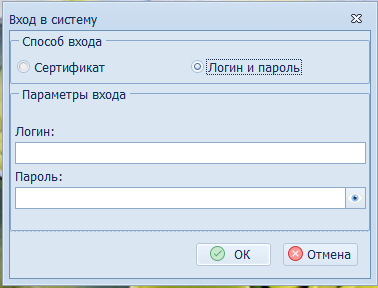 Вход в систему
Способ входа
Сертификат
Логин и пароль
Параметры входа
Логин:
Пароль:
OK
Отмена